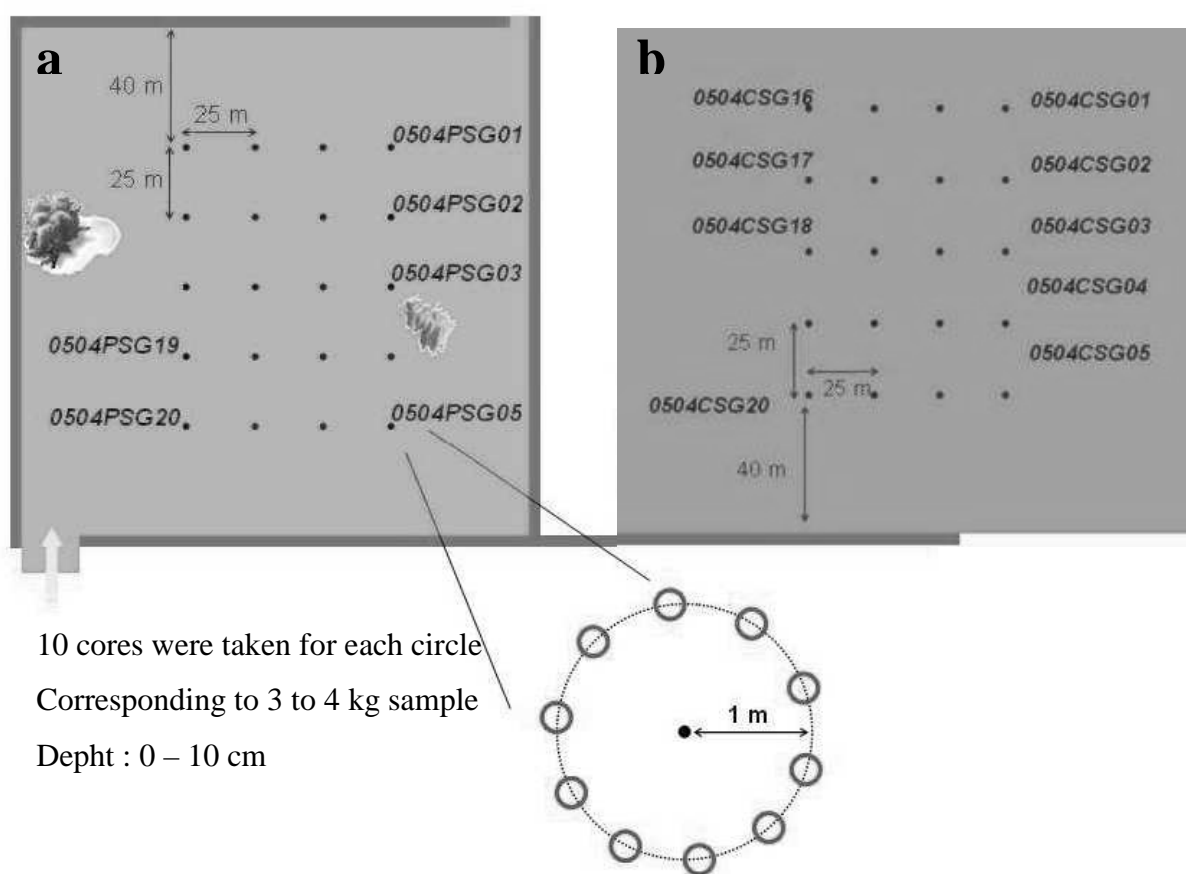 a
40 m
25 m
0504PSG01
25 m
0504PSG02
0504PSG03
0504PSG19
0504PSG20
0504PSG05
b
0504CSG16
0504CSG01
0504CSG17
0504CSG02
0504CSG18
0504CSG03
0504CSG04
25 m
0504CSG05
25 m
0504CSG20
40 m
10 cores were taken for each circle
Corresponding to 3 to 4 kg sample
Depht : 0 – 10 cm
1 m